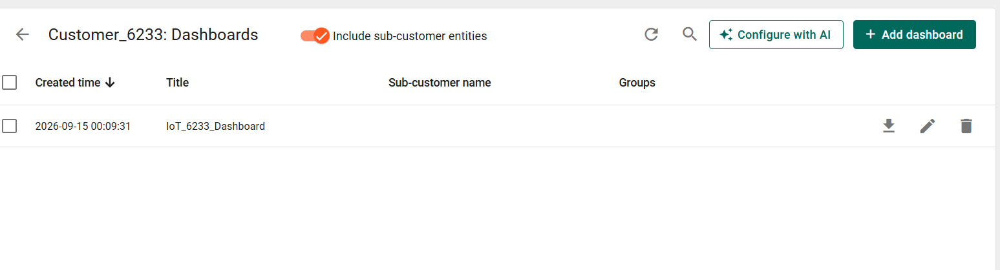 Customer_6233: Dashboards Include sub-customer entities Configure with AI + Add dashboard
Created time Title Sub-customer name Groups
2026-09-15 00:09:31 IoT_6233_Dashboard